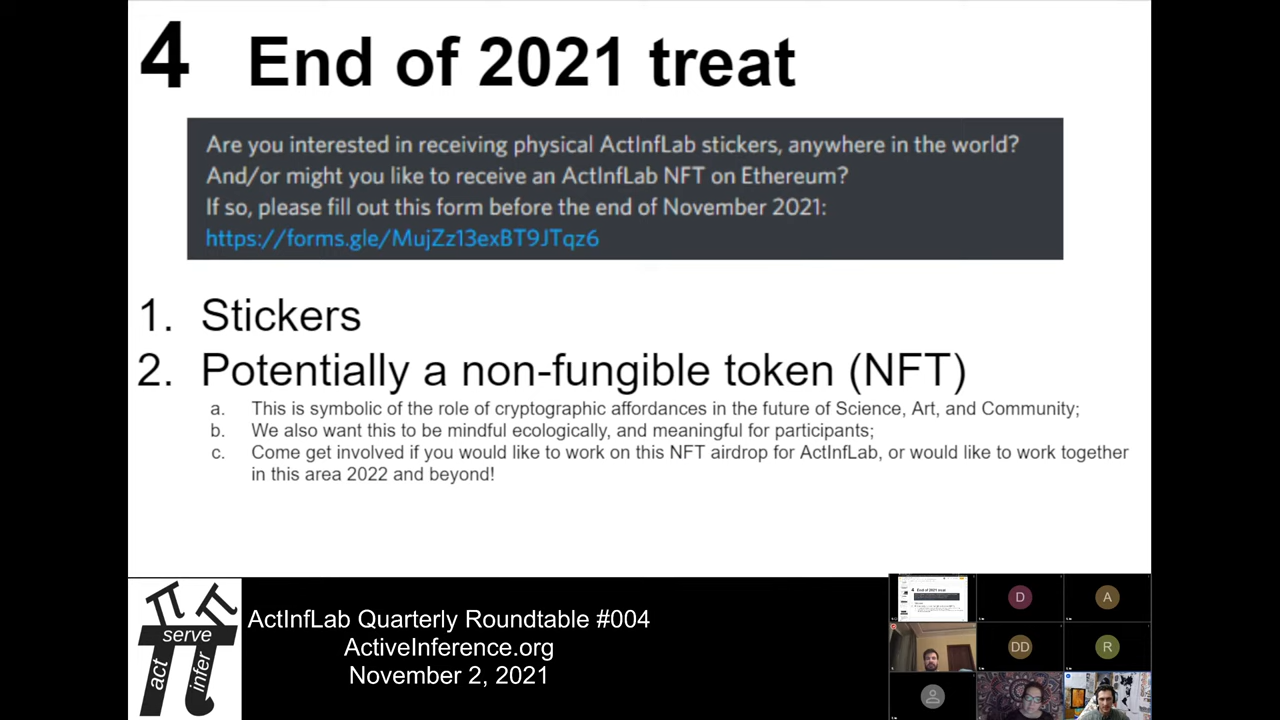 4 End of 2021 treat
Are you interested in receiving physical ActInfLab stickers, anywhere in the world?
And/or might you like to receive an ActInfLab NFT on Ethereum?
If so, please fill out this form before the end of November 2021:
https://forms.gle/MujZz13exBT9JTqz6
1. Stickers
2. Potentially a non-fungible token (NFT)
a. This is symbolic of the role of cryptographic affordances in the future of Science, Art, and Community;
b. We also want this to be mindful ecologically, and meaningful for participants;
c. Come get involved if you would like to work on this NFT airdrop for ActInfLab, or would like to work together
in this area 2022 and beyond!
serve
act
infer
ActInfLab Quarterly Roundtable #004
ActiveInference.org
November 2, 2021
End of 2021 treat
D
A
DD
R